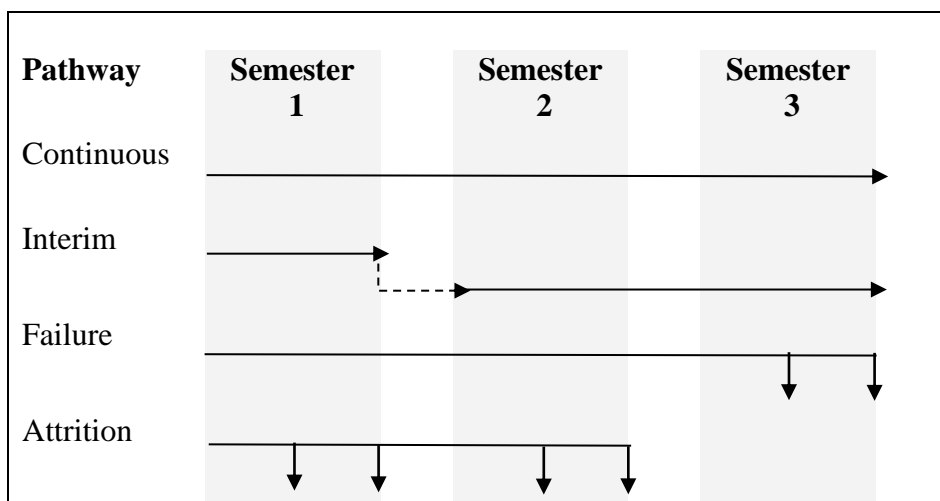 Pathway Semester Semester Semester
1 2 3
Continuous
Interim
Failure
Attrition